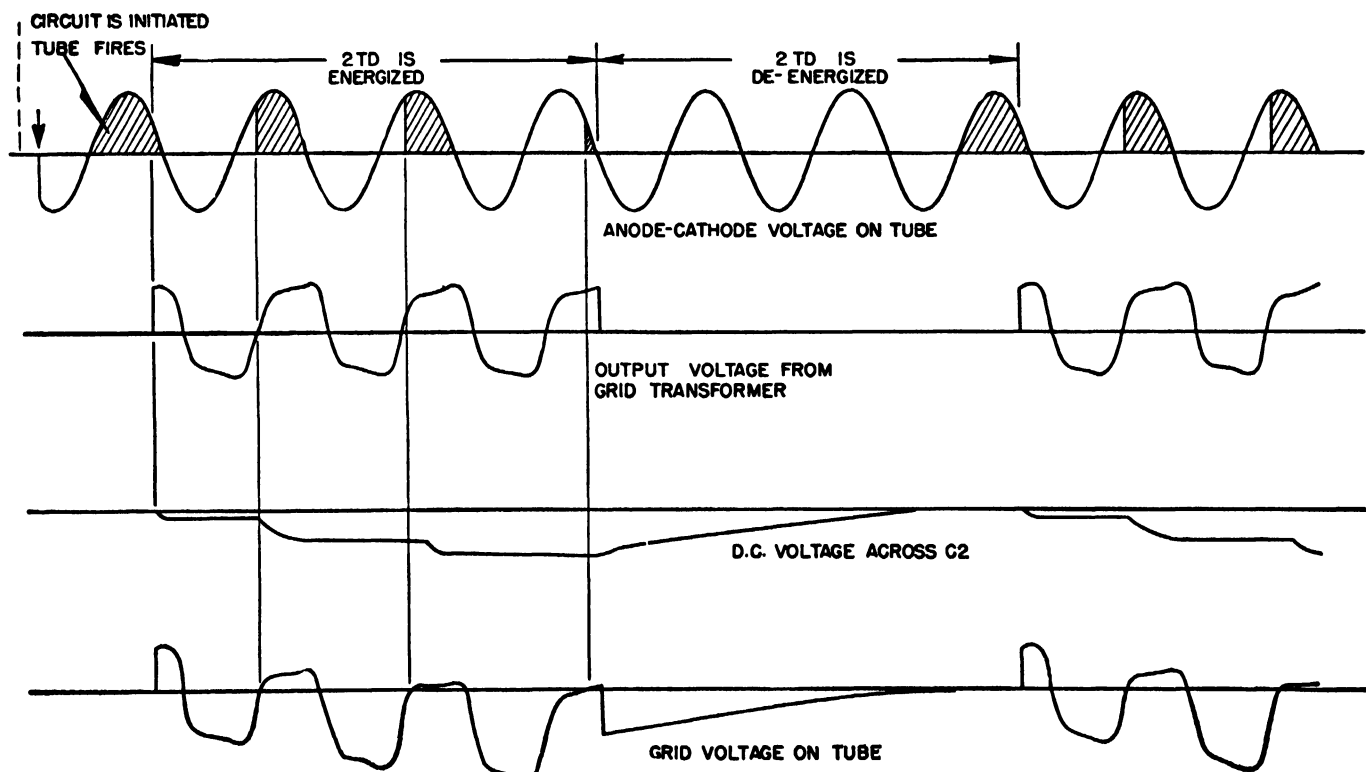 CIRCUIT IS INITIATED
TUBE FIRES
2 TD IS
ENERGIZED
2 TD IS
DE-ENERGIZED
ANODE-CATHODE VOLTAGE ON TUBE
OUTPUT VOLTAGE FROM
GRID TRANSFORMER
D.C. VOLTAGE ACROSS C2
GRID VOLTAGE ON TUBE